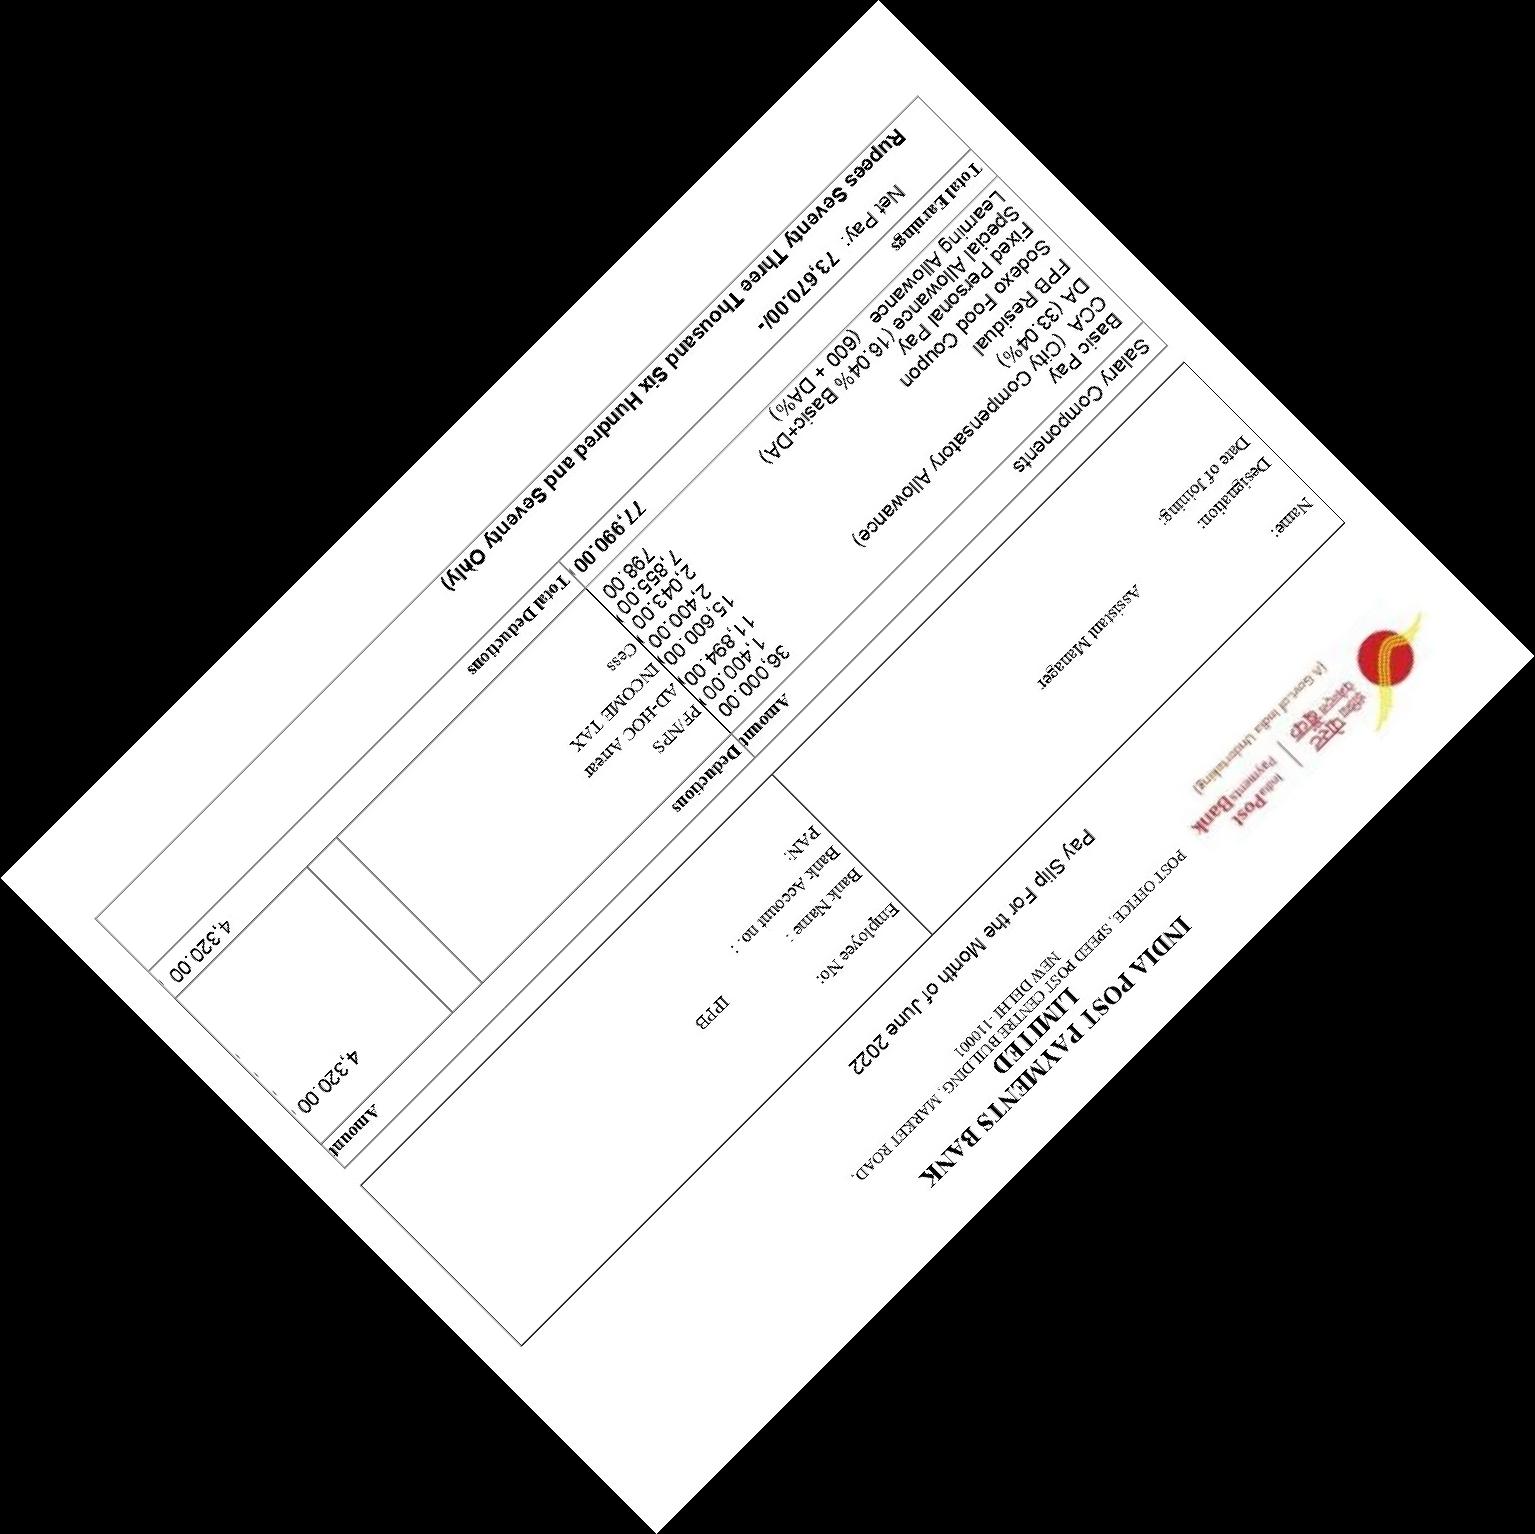 इंडिया पोस्ट
पेमेंट्स बैंक
India Post
Payments Bank
(A Govt. of India Undertaking)
INDIA POST PAYMENTS BANK
LIMITED
POST OFFICE, SPEED POST CENTRE BUILDING, MARKET ROAD,
NEW DELHI -110001
Pay Slip For the Month of June 2022
Name: Employee No:
Designation: Assistant Manager Bank Name : IPPB
Date of Joining: Bank Account no. :
PAN:
Salary Components Amount Deductions Amount
Basic Pay 36,000.00 PF/NPS 4,320.00
CCA (City Compensatory Allowance) 1,400.00 AD-HOC Arrear -
DA (33.04%) 11,894.00 INCOME TAX -
FPB Residual 15,600.00 Cess -
Sodexo Food Coupon 2,400.00
Fixed Personal Pay 2,043.00
Special Allowance (16.04% Basic+DA) 7,855.00
Learning Allowance (600 + DA%) 798.00
Total Earnings 77,990.00 Total Deductions 4,320.00
Net Pay: 73,670.00/-
Rupees Seventy Three Thousand Six Hundred and Seventy Only)